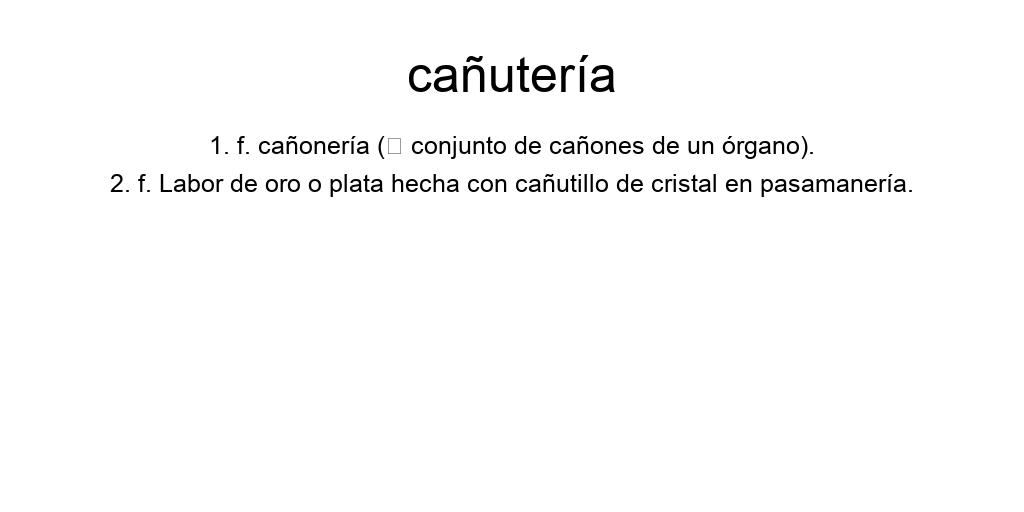 cañutería
1. f. cañonería (□ conjunto de cañones de un órgano).
2. f. Labor de oro o plata hecha con cañutillo de cristal en pasamanería.